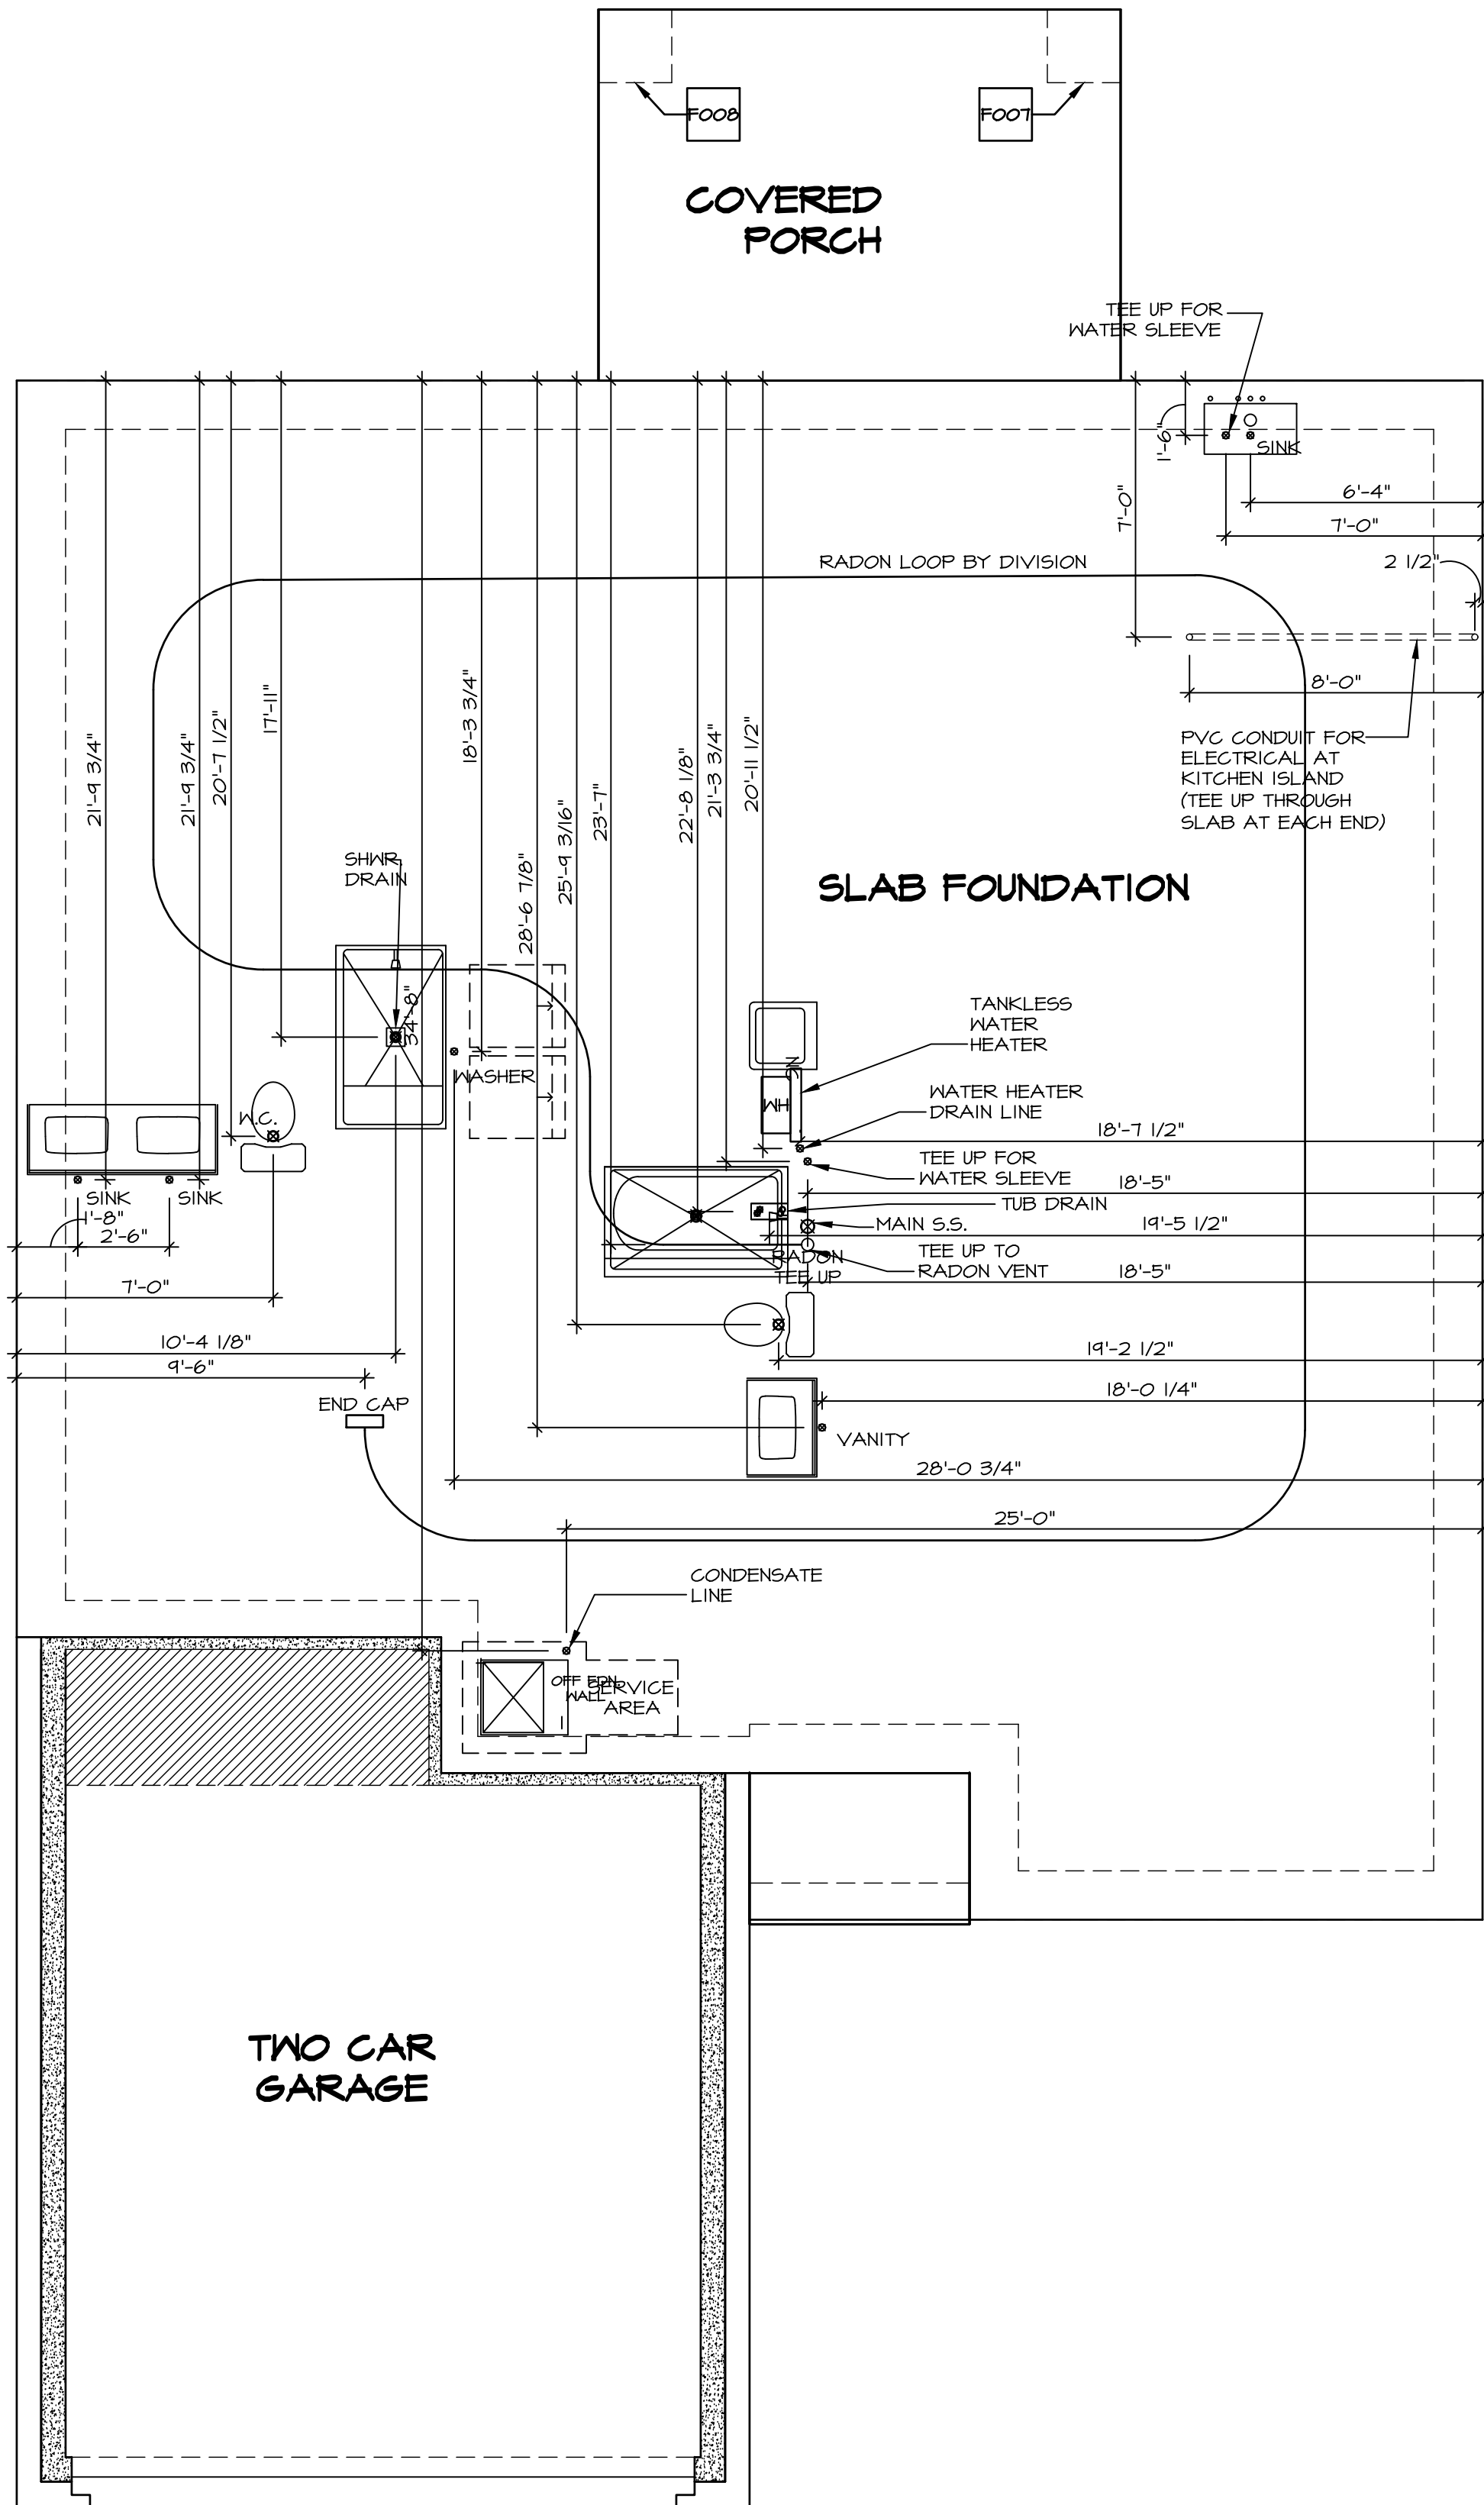 F008
F007
COVERED
PORCH
TEE UP FOR
WATER SLEEVE
1'-6"
SINK
6'-4"
7'-0"
7'-0"
RADON LOOP BY DIVISION
2 1/2"
8'-0"
PVC CONDUIT FOR
ELECTRICAL AT
KITCHEN ISLAND
(TEE UP THROUGH
SLAB AT EACH END)
21'-9 3/4"
21'-9 3/4"
20'-7 1/2"
17'-11"
18'-3 3/4"
28'-6 7/8"
25'-9 3/16"
23'-7"
22'-8 1/8"
21'-3 3/4"
20'-11 1/2"
SHWR
DRAIN
SLAB FOUNDATION
34'-8"
WASHER
TANKLESS
WATER
HEATER
WH
WATER HEATER
DRAIN LINE
18'-7 1/2"
W.C.
TEE UP FOR
WATER SLEEVE
18'-5"
TUB DRAIN
SINK
SINK
1'-8"
2'-6"
MAIN S.S.
19'-5 1/2"
RADON
TEE UP
TEE UP TO
RADON VENT
18'-5"
7'-0"
10'-4 1/8"
19'-2 1/2"
9'-6"
18'-0 1/4"
END CAP
VANITY
28'-0 3/4"
25'-0"
CONDENSATE
LINE
OFF FDN
WALL
SERVICE
AREA
TWO CAR
GARAGE